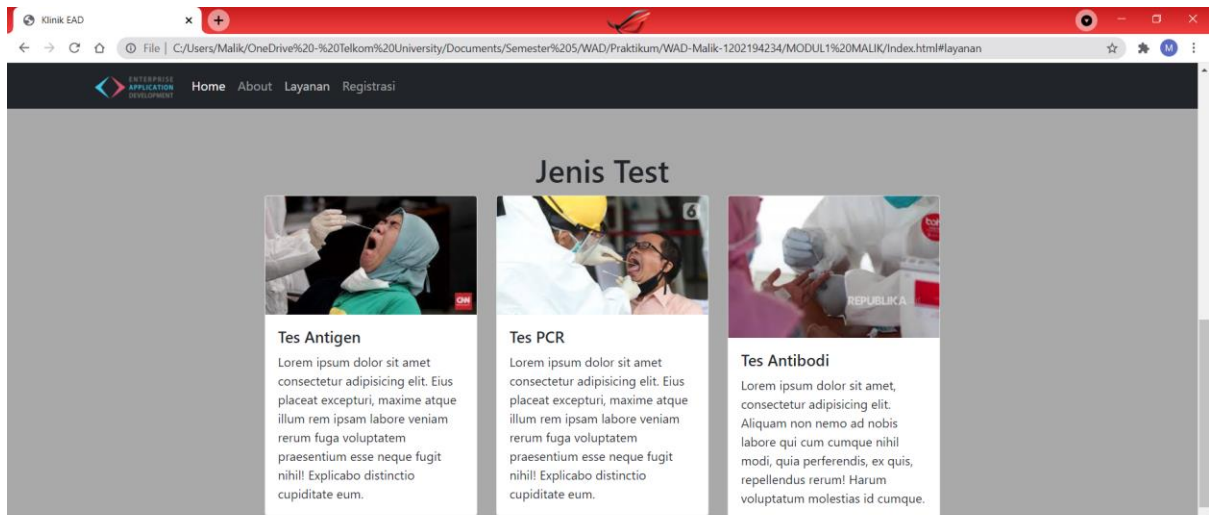 Klinik EAD
File | C:/Users/Malik/OneDrive%20-%20Telkom%20University/Documents/Semester%205/WAD/Praktikum/WAD-Malik-1202194234/MODUL1%20MALIK/Index.html#layanan
M
ENTERPRISE
APPLICATION
DEVELOPMENT
Home About Layanan Registrasi
Jenis Test
CNN
Tes Antigen
Lorem ipsum dolor sit amet
consectetur adipisicing elit. Eius
placeat excepturi, maxime atque
illum rem ipsam labore veniam
rerum fuga voluptatem
praesentium esse neque fugit
nihil! Explicabo distinctio
cupiditate eum.
6
Tes PCR
Lorem ipsum dolor sit amet
consectetur adipisicing elit. Eius
placeat excepturi, maxime atque
illum rem ipsam labore veniam
rerum fuga voluptatem
praesentium esse neque fugit
nihil! Explicabo distinctio
cupiditate eum.
REPUBLIKA
Tes Antibodi
Lorem ipsum dolor sit amet,
consectetur adipisicing elit.
Aliquam non nemo ad nobis
labore qui cum cumque nihil
modi, quia perferendis, ex quis,
repellendus rerum! Harum
voluptatum molestias id cumque.